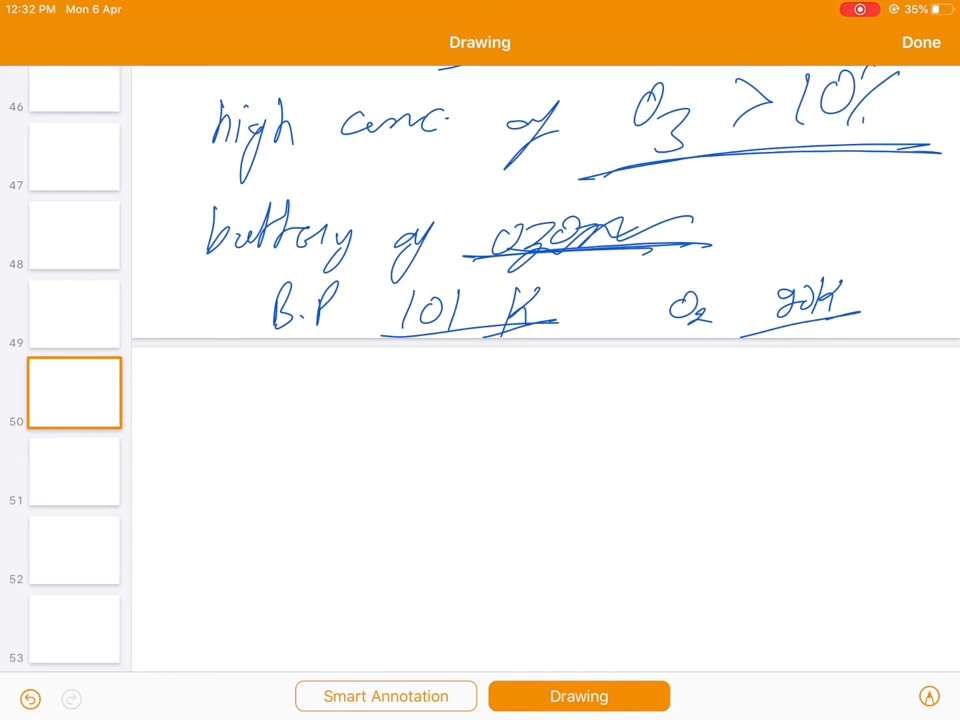 12:32 PM Mon 6 Apr 35%
Drawing Done
high conc. of O3 > 10%
battery of ozoniz
B.P 101 K O2 90K
46
47
48
49
50
51
52
53
Smart Annotation Drawing